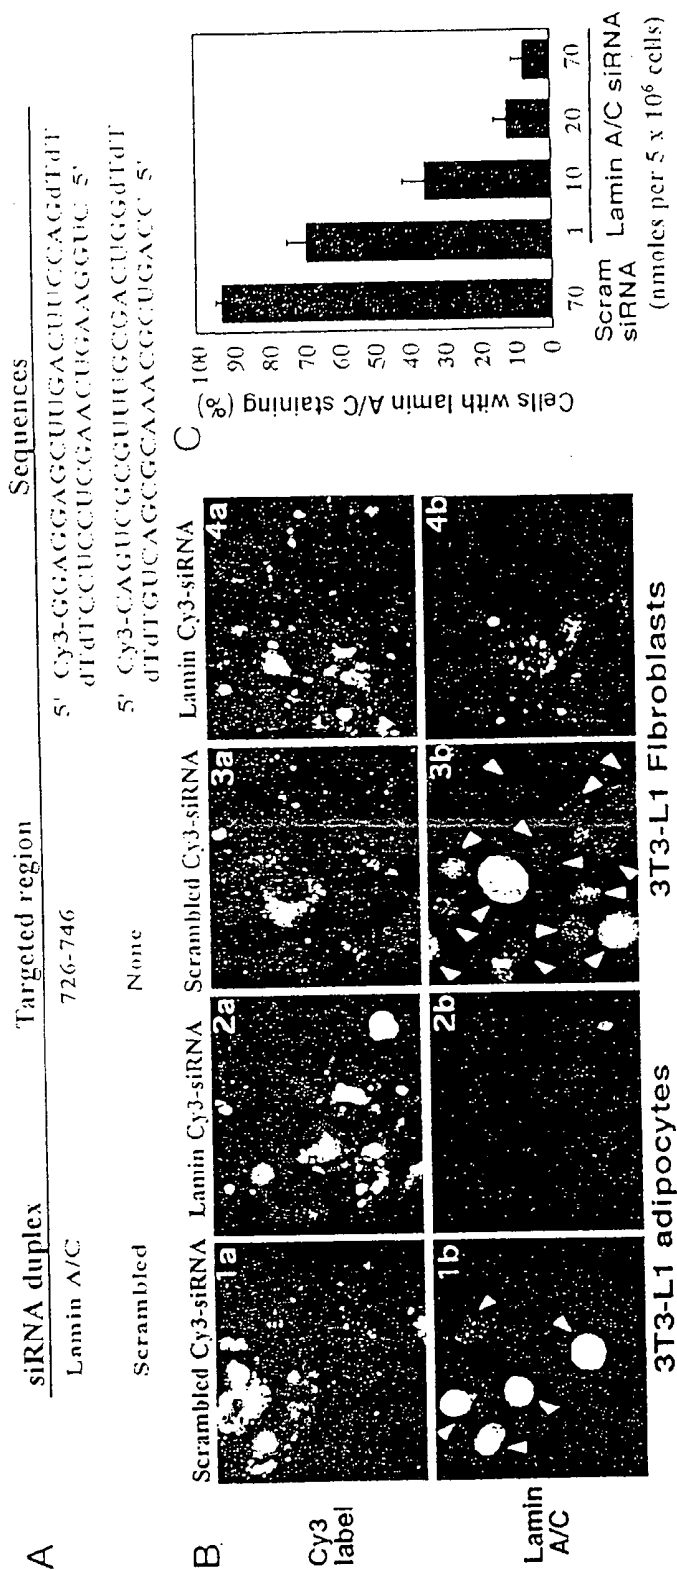 A
siRNA duplex Targeted region Sequences
Lamin A/C 726-746 5' Cy3-GGAGGAGCUUGACUUCCAGdTdT
dTdTCCUCCUCGAACUGAAGGUC 5'
Scrambled None 5' Cy3-CAGUCGCGUUUGCGACUGGdTdT
dTdTGUCAGCGCAAACGCUGACC 5'
B
Scrambled Cy3-siRNA Lamin Cy3-siRNA Scrambled Cy3-siRNA Lamin Cy3-siRNA
Cy3
label
1a 2a 3a 4a
Lamin
A/C
1b 2b 3b 4b
3T3-L1 adipocytes 3T3-L1 Fibroblasts
C
Cells with lamin A/C staining (%)
100
90
80
70
60
50
40
30
20
10
0
70 1 10 20 70
Scram Lamin A/C siRNA
siRNA
(nmoles per 5 x 10⁶ cells)